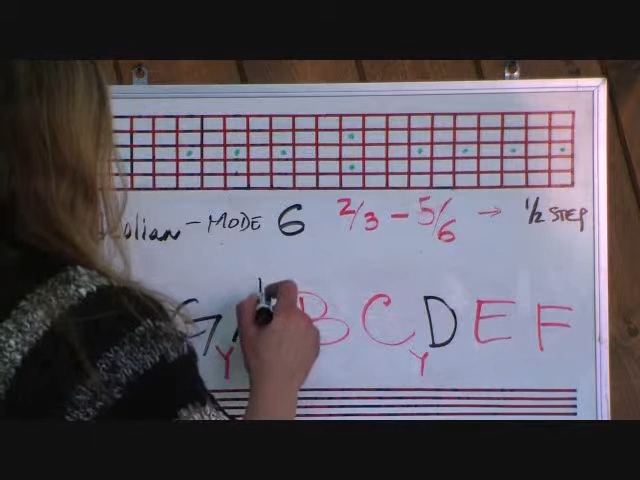 olian - MODE 6 2/3 - 5/6 → 1/2 STEP
G B C D E F
Y Y